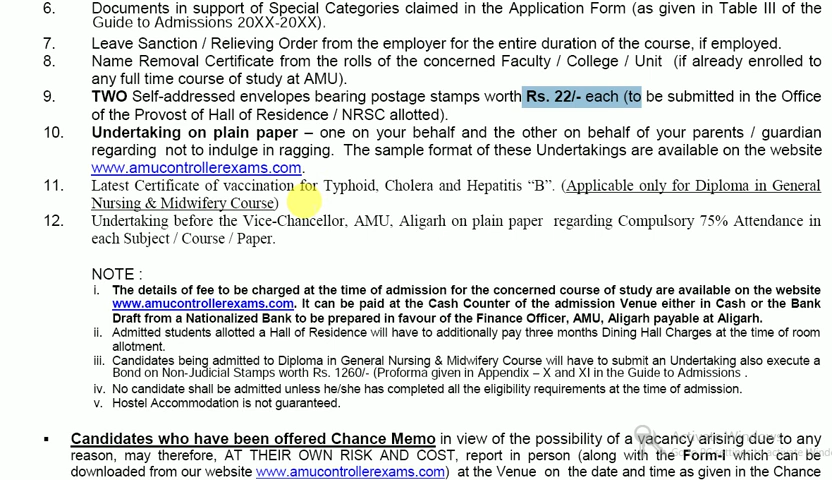 6. Documents in support of Special Categories claimed in the Application Form (as given in Table III of the
Guide to Admissions 20XX-20XX).
7. Leave Sanction / Relieving Order from the employer for the entire duration of the course, if employed.
8. Name Removal Certificate from the rolls of the concerned Faculty / College / Unit (if already enrolled to
any full time course of study at AMU).
9. TWO Self-addressed envelopes bearing postage stamps worth Rs. 22/- each (to be submitted in the Office
of the Provost of Hall of Residence / NRSC allotted).
10. Undertaking on plain paper – one on your behalf and the other on behalf of your parents / guardian
regarding not to indulge in ragging. The sample format of these Undertakings are available on the website
www.amucontrollerexams.com.
11. Latest Certificate of vaccination for Typhoid, Cholera and Hepatitis “B”. (Applicable only for Diploma in General
Nursing & Midwifery Course)
12. Undertaking before the Vice-Chancellor, AMU, Aligarh on plain paper regarding Compulsory 75% Attendance in
each Subject / Course / Paper.
NOTE :
i. The details of fee to be charged at the time of admission for the concerned course of study are available on the website
www.amucontrollerexams.com. It can be paid at the Cash Counter of the admission Venue either in Cash or the Bank
Draft from a Nationalized Bank to be prepared in favour of the Finance Officer, AMU, Aligarh payable at Aligarh.
ii. Admitted students allotted a Hall of Residence will have to additionally pay three months Dining Hall Charges at the time of room
allotment.
iii. Candidates being admitted to Diploma in General Nursing & Midwifery Course will have to submit an Undertaking also execute a
Bond on Non-Judicial Stamps worth Rs. 1260/- (Proforma given in Appendix – X and XI in the Guide to Admissions .
iv. No candidate shall be admitted unless he/she has completed all the eligibility requirements at the time of admission.
v. Hostel Accommodation is not guaranteed.
▪ Candidates who have been offered Chance Memo in view of the possibility of a vacancy arising due to any
reason, may therefore, AT THEIR OWN RISK AND COST, report in person (along with the Form-I which can be
downloaded from our website www.amucontrollerexams.com) at the Venue on the date and time as given in the Chance